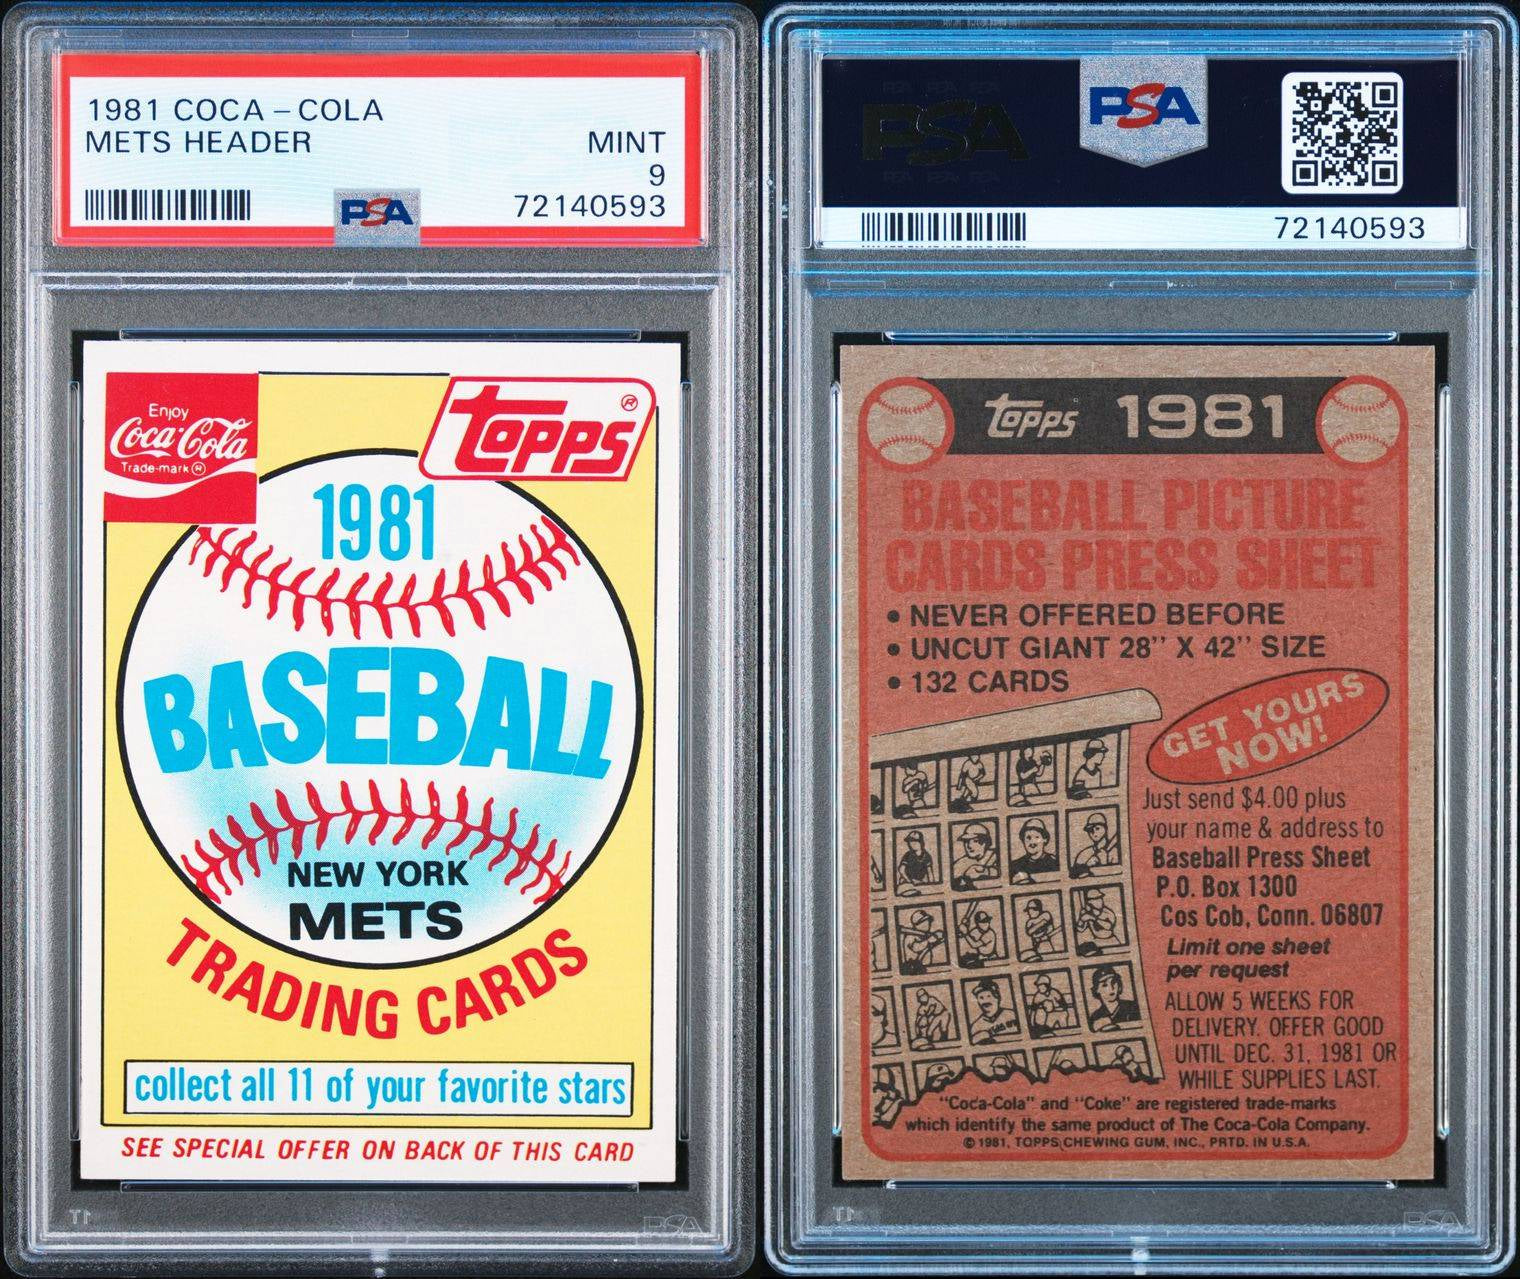 1981 COCA-COLA
METS HEADER
MINT
9
72140593
PSA
Enjoy
Coca-Cola
Trade-mark ®
TOPPS ®
1981
BASEBALL
NEW YORK
METS
TRADING CARDS
collect all 11 of your favorite stars
SEE SPECIAL OFFER ON BACK OF THIS CARD
PSA
PSA
PSA
72140593
TOPPS 1981
BASEBALL PICTURE
CARDS PRESS SHEET
• NEVER OFFERED BEFORE
• UNCUT GIANT 28" X 42" SIZE
• 132 CARDS
GET YOURS
NOW!
Just send $4.00 plus
your name & address to
Baseball Press Sheet
P.O. Box 1300
Cos Cob, Conn. 06807
Limit one sheet
per request
ALLOW 5 WEEKS FOR
DELIVERY. OFFER GOOD
UNTIL DEC. 31, 1981 OR
WHILE SUPPLIES LAST.
"Coca-Cola" and "Coke" are registered trade-marks
which identify the same product of The Coca-Cola Company.
© 1981, TOPPS CHEWING GUM, INC., PRTD. IN U.S.A.
PSA